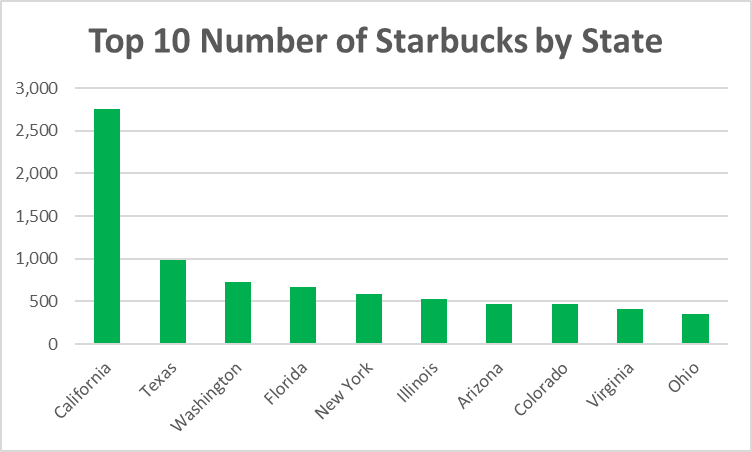 Top 10 Number of Starbucks by State
3,000
2,500
2,000
1,500
1,000
500
0
California
Texas
Washington
Florida
New York
Illinois
Arizona
Colorado
Virginia
Ohio